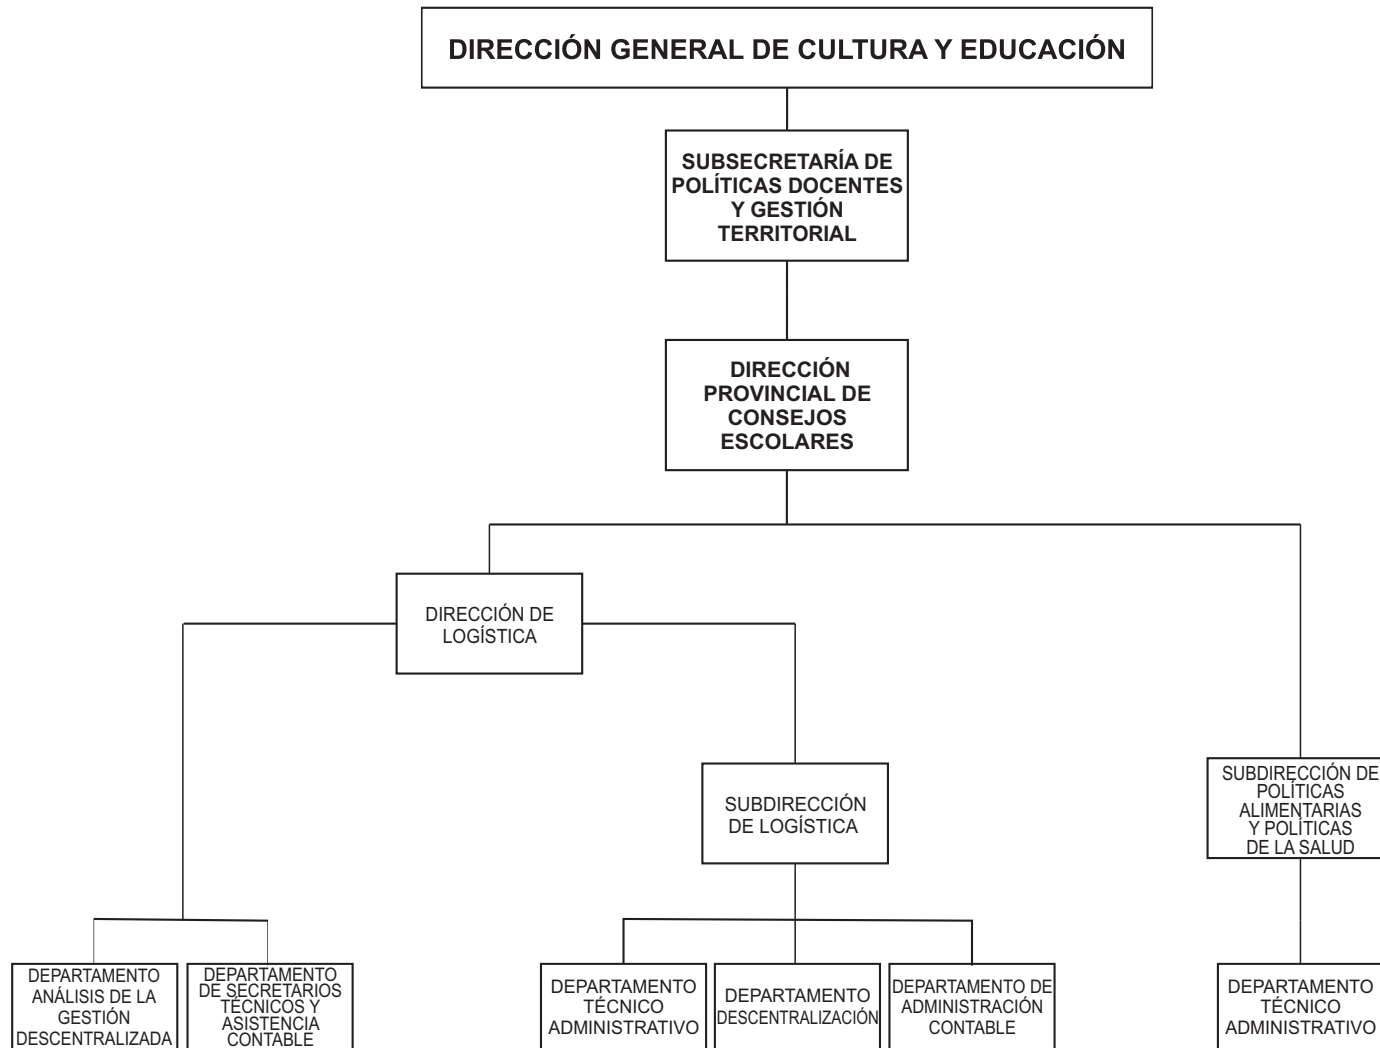 DIRECCIÓN GENERAL DE CULTURA Y EDUCACIÓN
SUBSECRETARÍA DE
POLÍTICAS DOCENTES
Y GESTIÓN
TERRITORIAL
DIRECCIÓN
PROVINCIAL DE
CONSEJOS
ESCOLARES
DIRECCIÓN DE
LOGÍSTICA
SUBDIRECCIÓN
DE LOGÍSTICA
SUBDIRECCIÓN DE
POLÍTICAS
ALIMENTARIAS
Y POLÍTICAS
DE LA SALUD
DEPARTAMENTO
ANÁLISIS DE LA
GESTIÓN
DESCENTRALIZADA
DEPARTAMENTO
DE SECRETARIOS
TÉCNICOS Y
ASISTENCIA
CONTABLE
DEPARTAMENTO
TÉCNICO
ADMINISTRATIVO
DEPARTAMENTO
DESCENTRALIZACIÓN
DEPARTAMENTO DE
ADMINISTRACIÓN
CONTABLE
DEPARTAMENTO
TÉCNICO
ADMINISTRATIVO